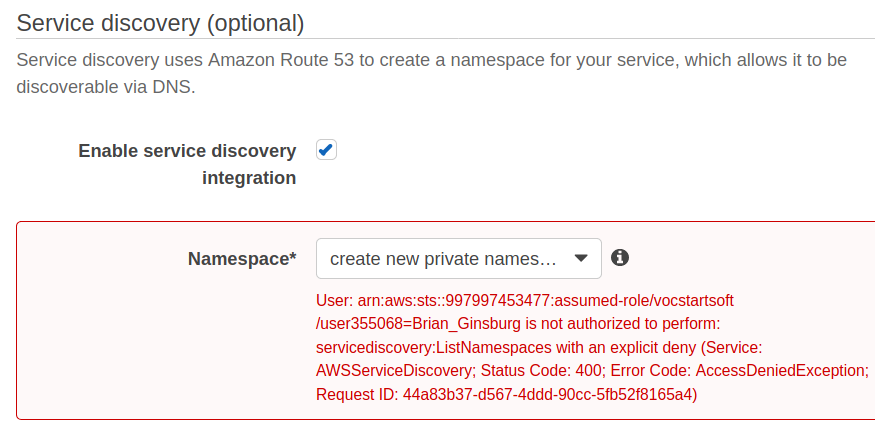 Service discovery (optional)
Service discovery uses Amazon Route 53 to create a namespace for your service, which allows it to be
discoverable via DNS.
Enable service discovery
integration
Namespace*
create new private names…
User: arn:aws:sts::997997453477:assumed-role/vocstartsoft
/user355068=Brian_Ginsburg is not authorized to perform:
servicediscovery:ListNamespaces with an explicit deny (Service:
AWSServiceDiscovery; Status Code: 400; Error Code: AccessDeniedException;
Request ID: 44a83b37-d567-4ddd-90cc-5fb52f8165a4)